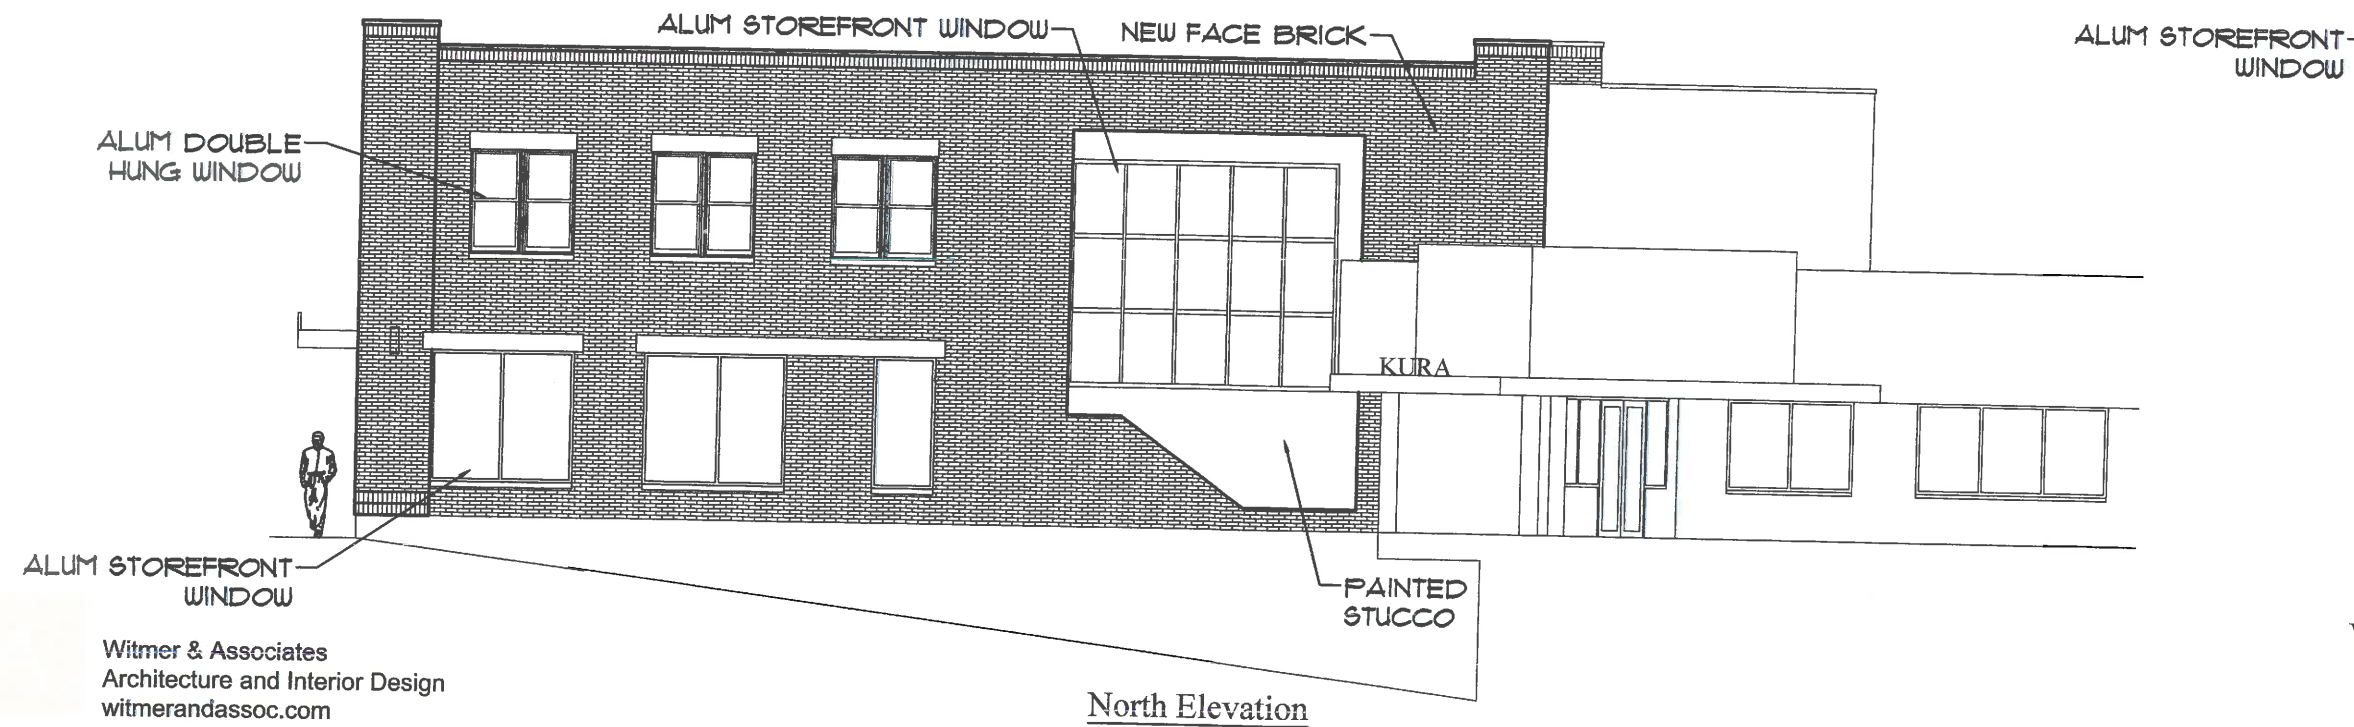 ALUM STOREFRONT WINDOW
NEW FACE BRICK
ALUM STOREFRONT
WINDOW
ALUM DOUBLE
HUNG WINDOW
KURA
ALUM STOREFRONT
WINDOW
PAINTED
STUCCO
Witmer & Associates
Architecture and Interior Design
witmerandassoc.com
North Elevation